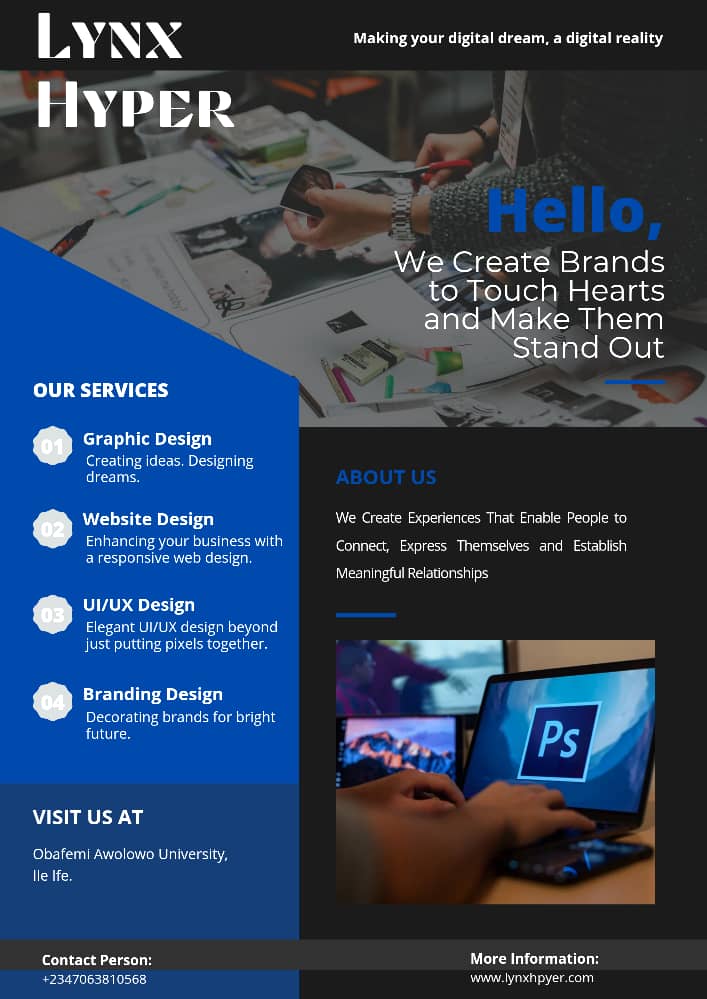 LYNX
HYPER
Making your digital dream, a digital reality
Hello,
We Create Brands
to Touch Hearts
and Make Them
Stand Out
OUR SERVICES
01
Graphic Design
Creating ideas. Designing
dreams.
02
Website Design
Enhancing your business with
a responsive web design.
03
UI/UX Design
Elegant UI/UX design beyond
just putting pixels together.
04
Branding Design
Decorating brands for bright
future.
VISIT US AT
Obafemi Awolowo University,
Ile Ife.
ABOUT US
We Create Experiences That Enable People to
Connect, Express Themselves and Establish
Meaningful Relationships
Ps
Contact Person:
+2347063810568
More Information:
www.lynxhpyer.com